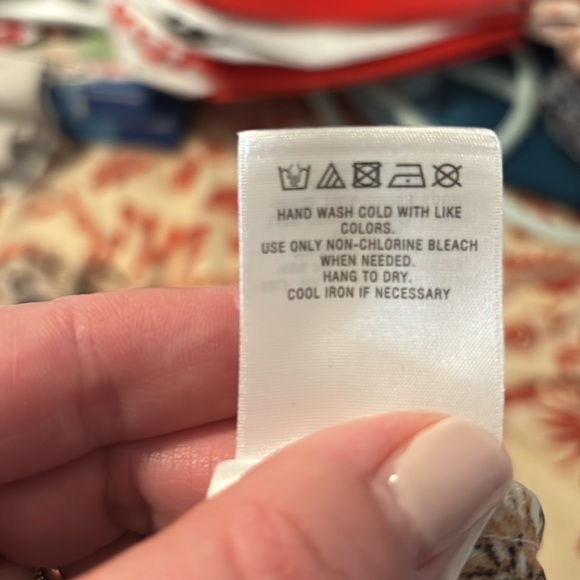 HAND WASH COLD WITH LIKE
COLORS.
USE ONLY NON-CHLORINE BLEACH
WHEN NEEDED.
HANG TO DRY.
COOL IRON IF NECESSARY